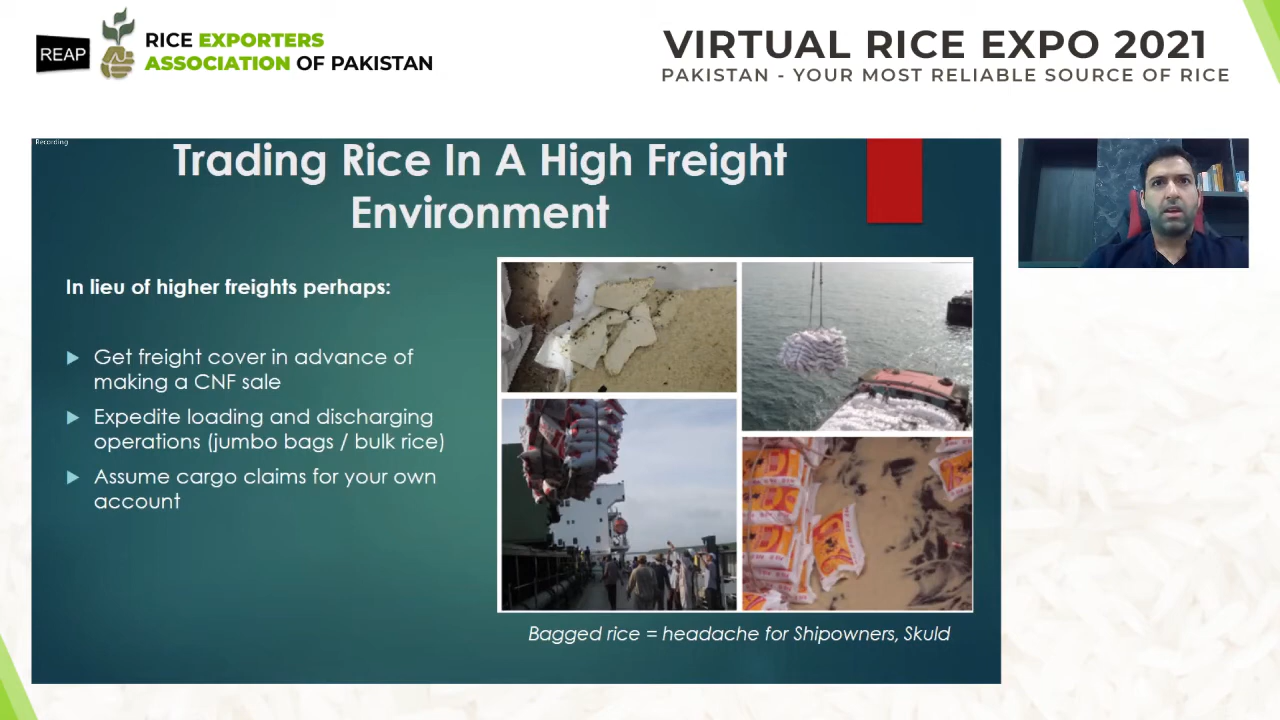 REAP
RICE EXPORTERS
ASSOCIATION OF PAKISTAN
VIRTUAL RICE EXPO 2021
PAKISTAN - YOUR MOST RELIABLE SOURCE OF RICE
Recording
Trading Rice In A High Freight
Environment
In lieu of higher freights perhaps:
Get freight cover in advance of
making a CNF sale
Expedite loading and discharging
operations (jumbo bags / bulk rice)
Assume cargo claims for your own
account
Bagged rice = headache for Shipowners, Skuld